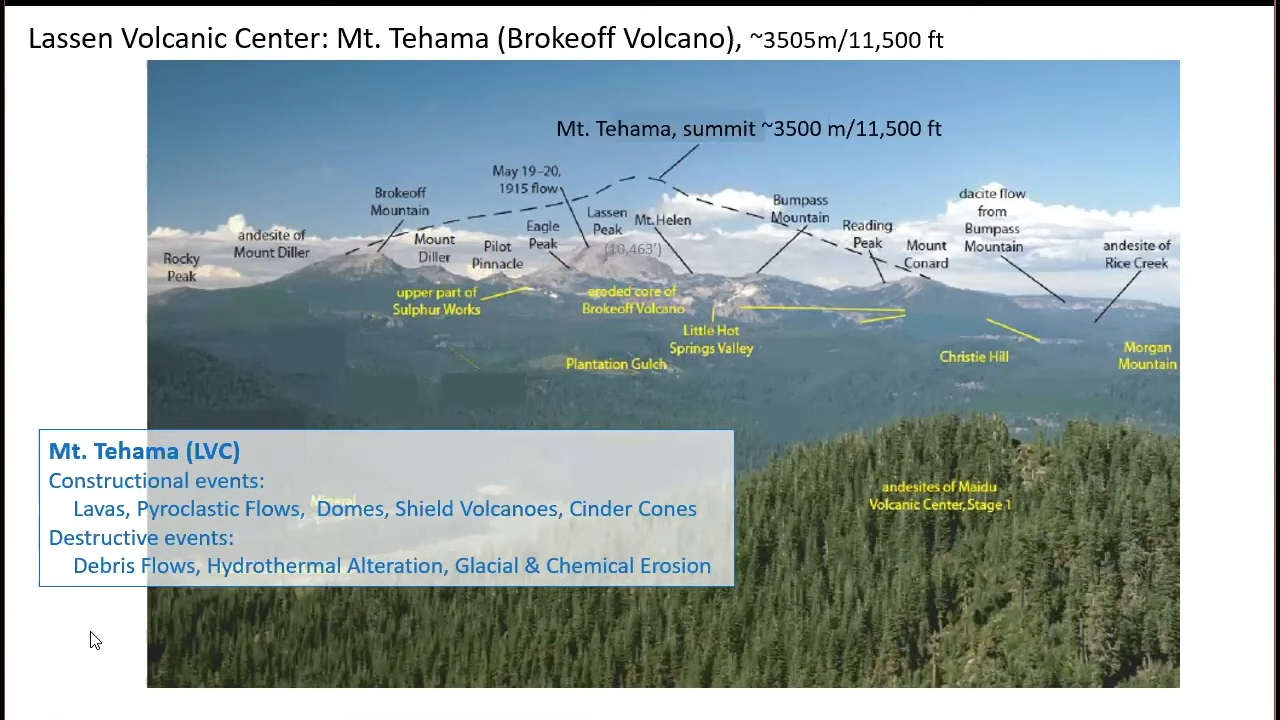 Lassen Volcanic Center: Mt. Tehama (Brokeoff Volcano), ~3505m/11,500 ft
Mt. Tehama, summit ~3500 m/11,500 ft
May 19–20,
1915 flow
Brokeoff
Mountain
Lassen
Peak
(10,463')
Mt. Helen
Eagle
Peak
Bumpass
Mountain
dacite flow
from
Bumpass
Mountain
Reading
Peak
andesite of
Mount Diller
Mount
Diller
Pilot
Pinnacle
Mount
Conard
andesite of
Rice Creek
Rocky
Peak
upper part of
Sulphur Works
eroded core of
Brokeoff Volcano
Little Hot
Springs Valley
Plantation Gulch
Christie Hill
Morgan
Mountain
Mt. Tehama (LVC)
Constructional events:
Mineral
Lavas, Pyroclastic Flows, Domes, Shield Volcanoes, Cinder Cones
Destructive events:
Debris Flows, Hydrothermal Alteration, Glacial & Chemical Erosion
andesites of Maidu
Volcanic Center, Stage 1